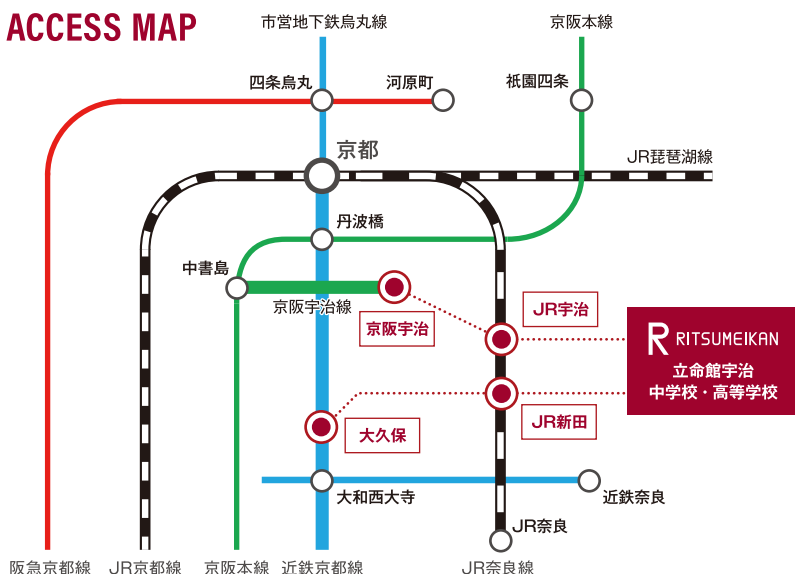 ACCESS MAP
市営地下鉄烏丸線
京阪本線
四条烏丸
河原町
祇園四条
京都
JR琵琶湖線
丹波橋
中書島
京阪宇治線
京阪宇治
JR宇治
RITSUMEIKAN
立命館宇治
中学校・高等学校
大久保
JR新田
大和西大寺
近鉄奈良
JR奈良
阪急京都線
JR京都線
京阪本線
近鉄京都線
JR奈良線